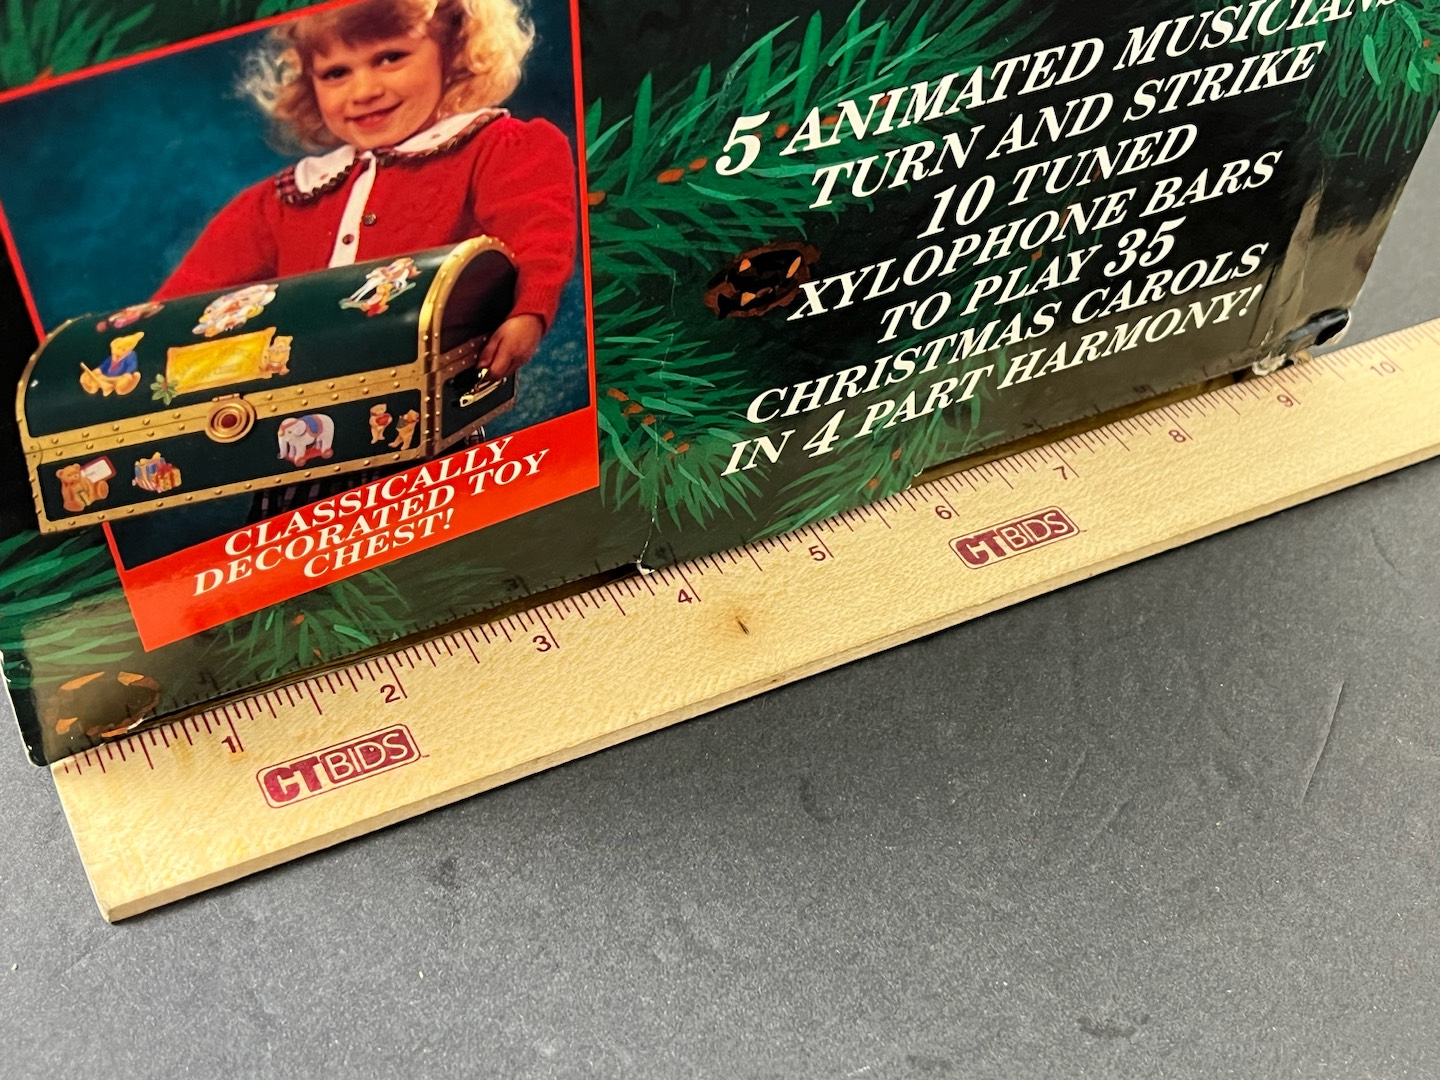 5 ANIMATED MUSICIANS
TURN AND STRIKE
10 TUNED
XYLOPHONE BARS
TO PLAY 35
CHRISTMAS CAROLS
IN 4 PART HARMONY!
CLASSICALLY
DECORATED TOY
CHEST!
1 2 3 4 5 6 7 8 9 10
CTBIDS
CTBIDS